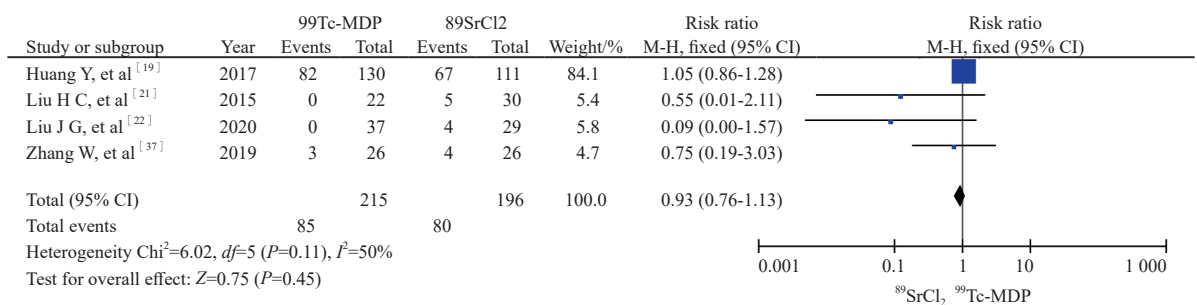 99Tc-MDP 89SrCl2 Risk ratio Risk ratio
Study or subgroup Year Events Total Events Total Weight/% M-H, fixed (95% CI) M-H, fixed (95% CI)
Huang Y, et al [19] 2017 82 130 67 111 84.1 1.05 (0.86-1.28)
Liu H C, et al [21] 2015 0 22 5 30 5.4 0.55 (0.01-2.11)
Liu J G, et al [22] 2020 0 37 4 29 5.8 0.09 (0.00-1.57)
Zhang W, et al [37] 2019 3 26 4 26 4.7 0.75 (0.19-3.03)
Total (95% CI) 215 196 100.0 0.93 (0.76-1.13)
Total events 85 80
Heterogeneity Chi²=6.02, df=5 (P=0.11), I²=50%
Test for overall effect: Z=0.75 (P=0.45)
0.001 0.1 1 10 1 000
⁸⁹SrCl₂ ⁹⁹Tc-MDP